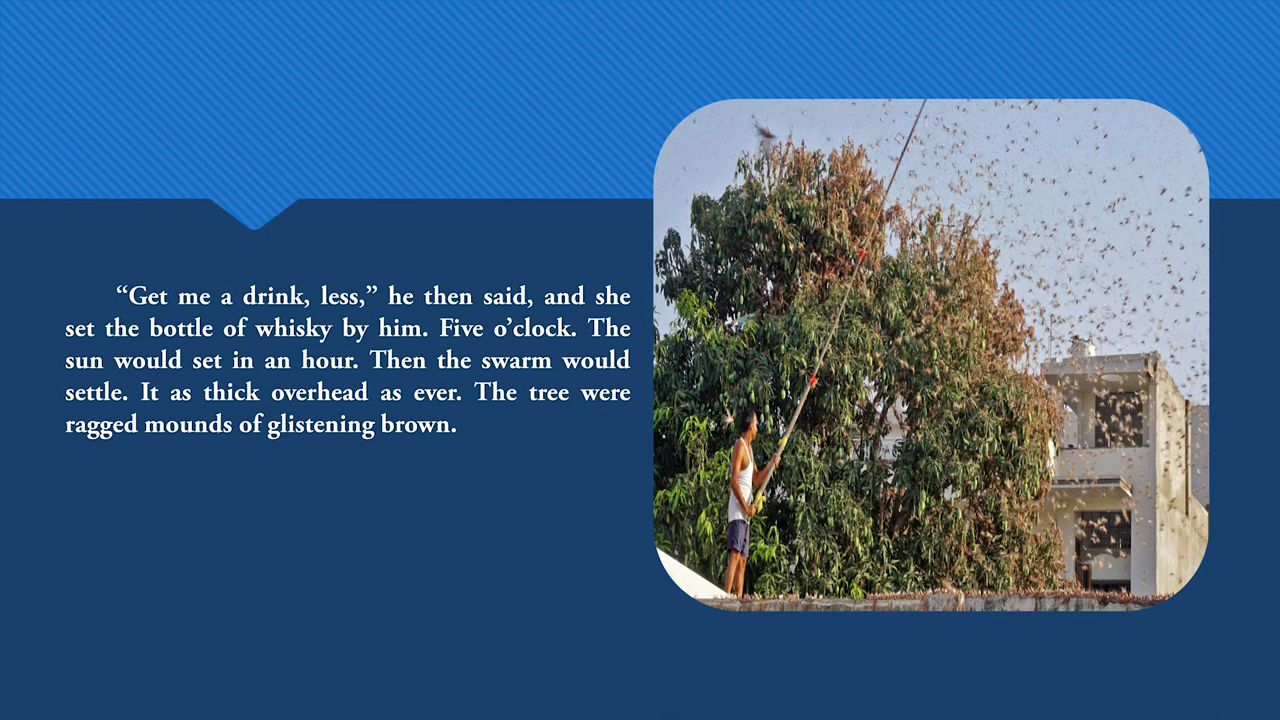 “Get me a drink, less,” he then said, and she
set the bottle of whisky by him. Five o’clock. The
sun would set in an hour. Then the swarm would
settle. It as thick overhead as ever. The tree were
ragged mounds of glistening brown.